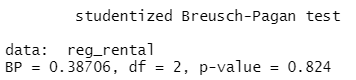 studentized Breusch-Pagan test
data:  reg_rental
BP = 0.38706, df = 2, p-value = 0.824